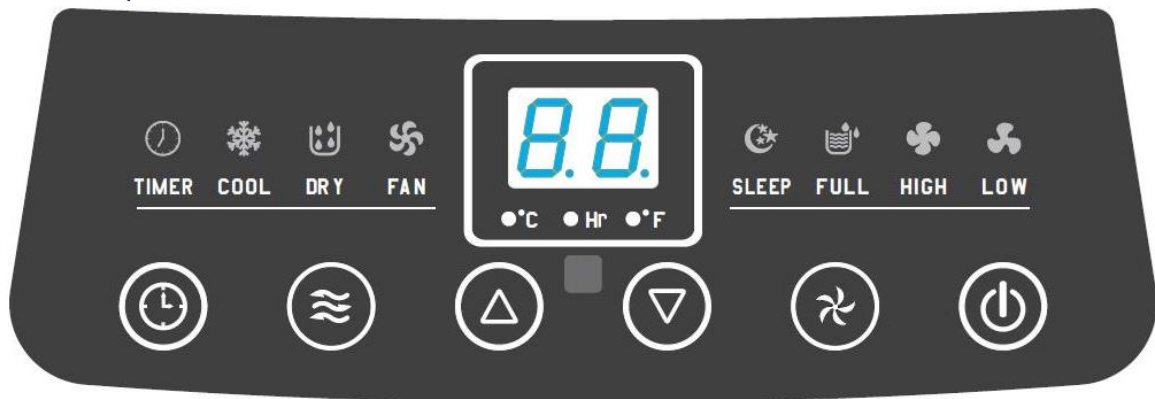 8.8.
TIMER COOL DRY FAN
SLEEP FULL HIGH LOW
°C Hr °F